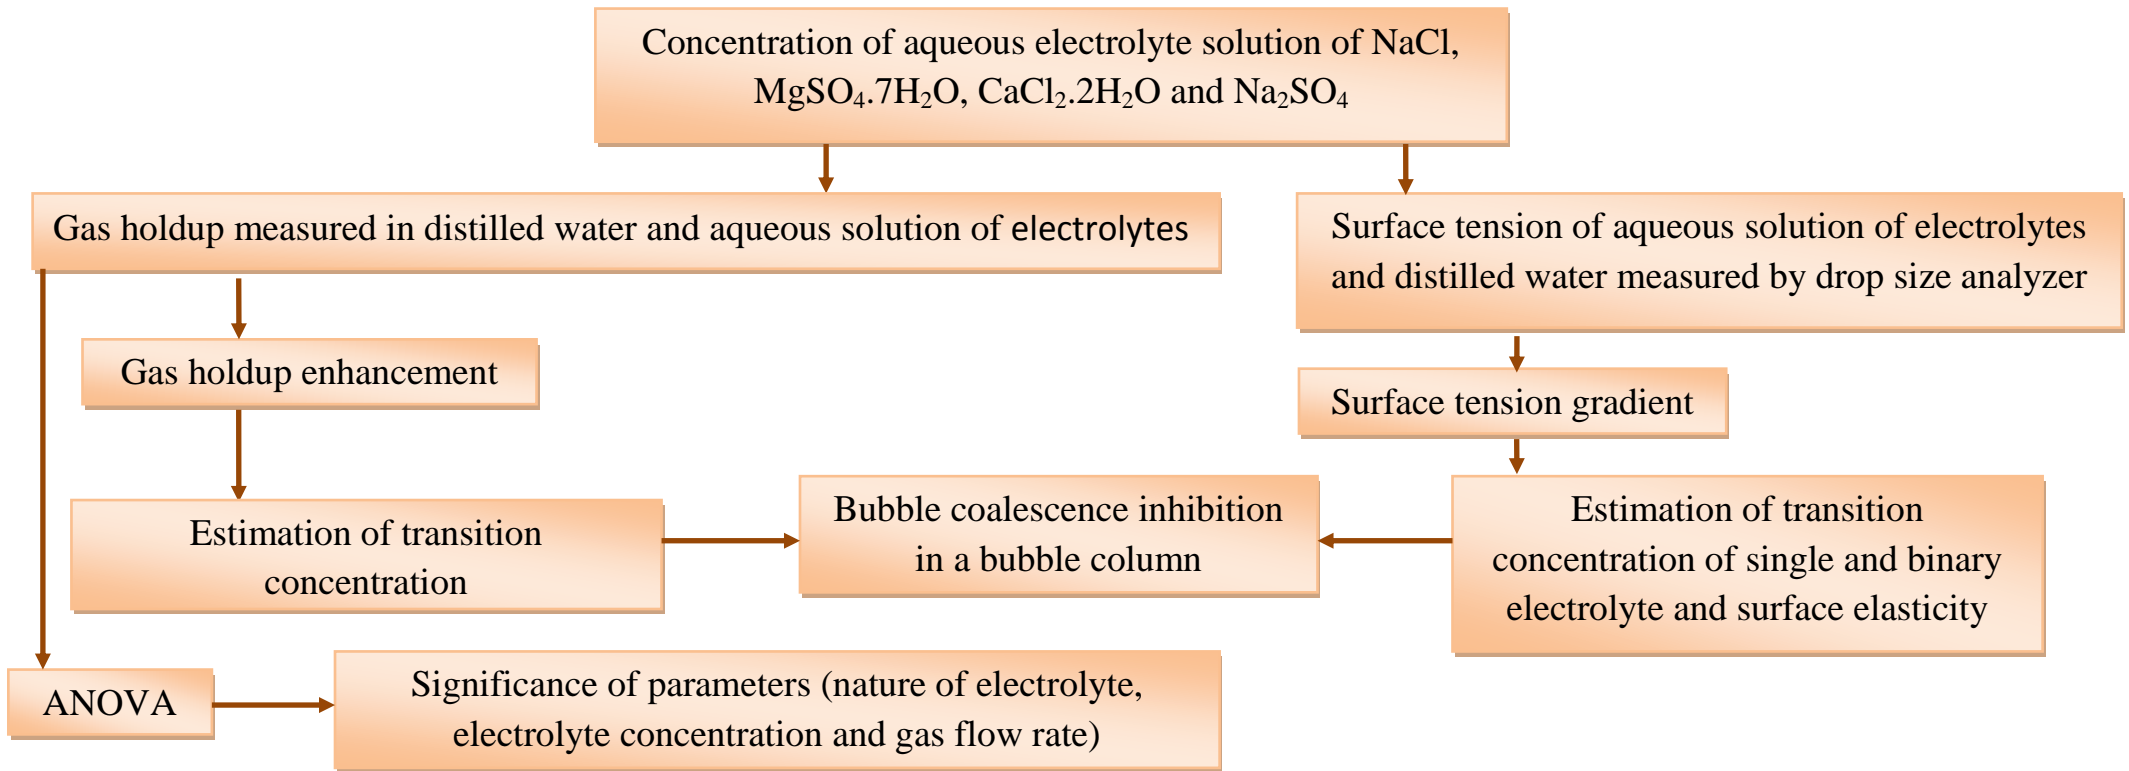 Concentration of aqueous electrolyte solution of NaCl,
MgSO₄.7H₂O, CaCl₂.2H₂O and Na₂SO₄
Gas holdup measured in distilled water and aqueous solution of electrolytes
Surface tension of aqueous solution of electrolytes
and distilled water measured by drop size analyzer
Gas holdup enhancement
Surface tension gradient
Estimation of transition
concentration
Bubble coalescence inhibition
in a bubble column
Estimation of transition
concentration of single and binary
electrolyte and surface elasticity
ANOVA
Significance of parameters (nature of electrolyte,
electrolyte concentration and gas flow rate)